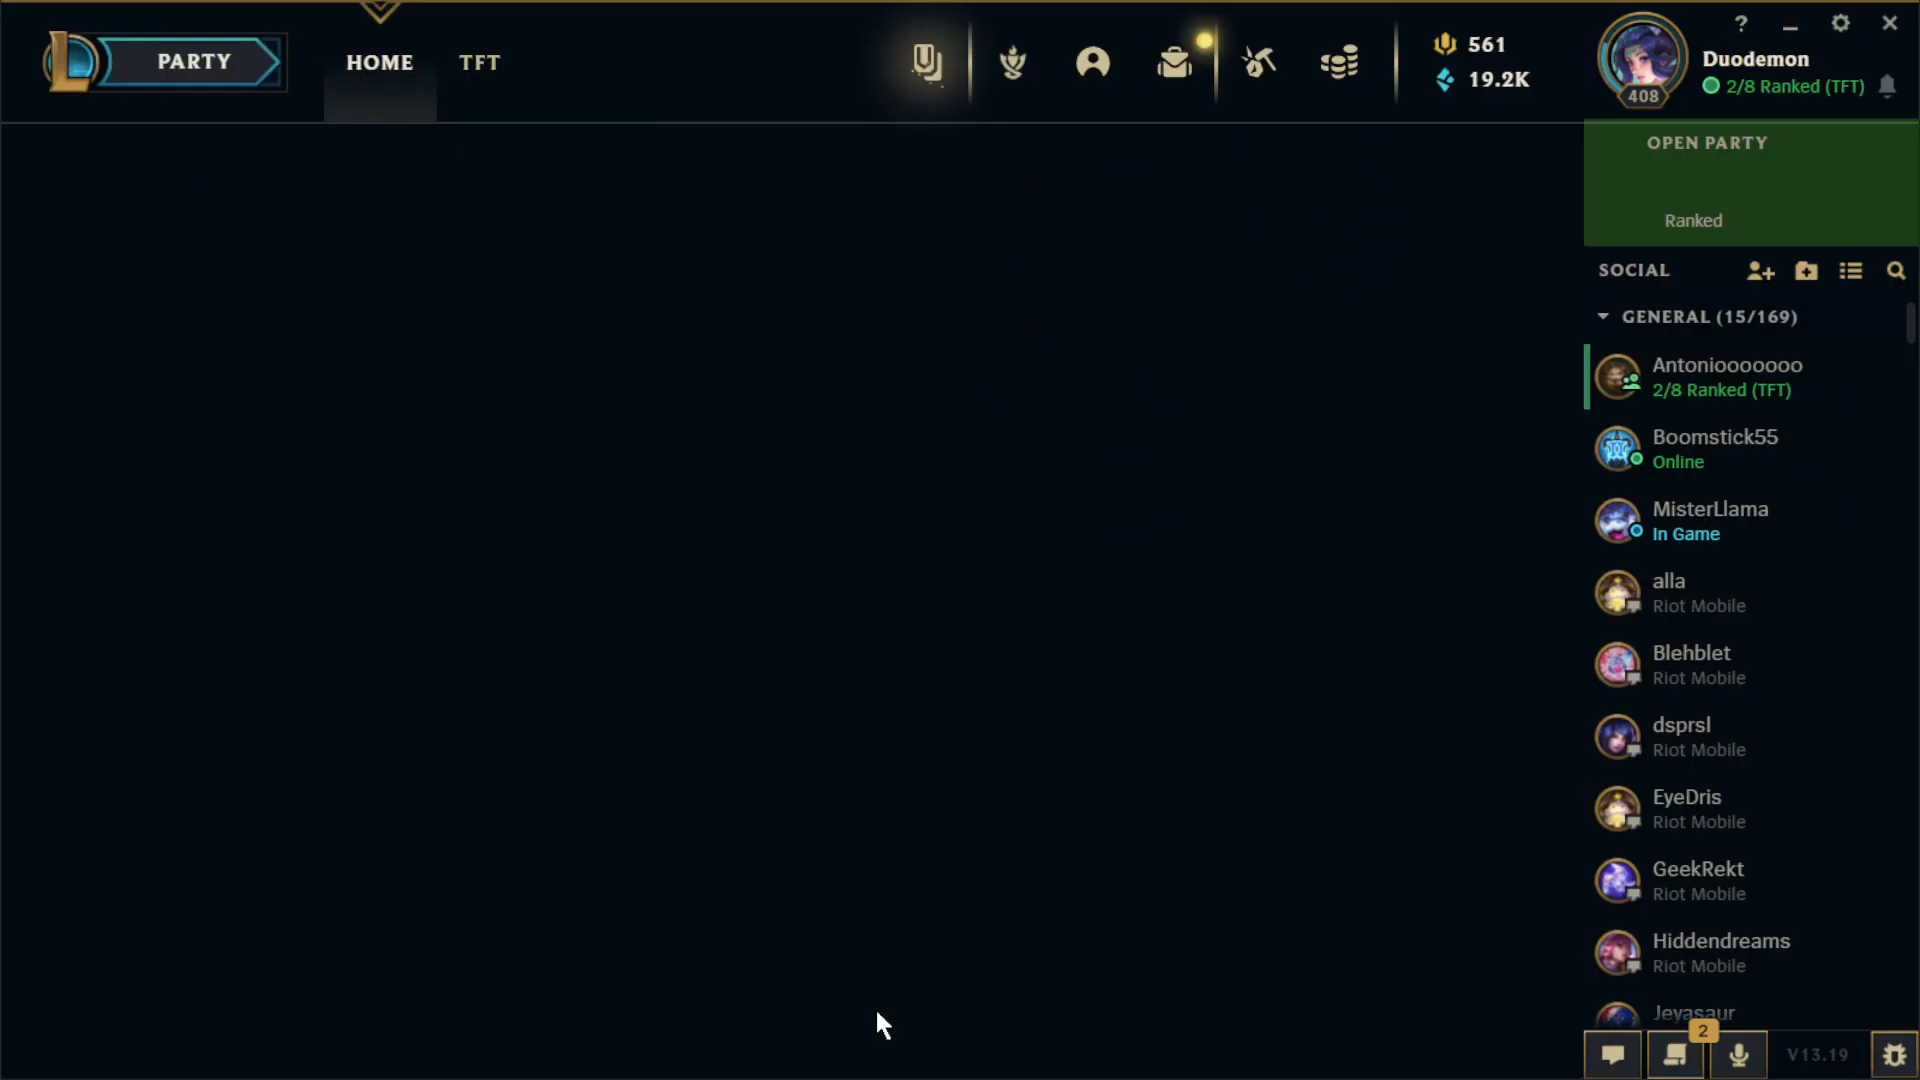 PARTY
HOME
TFT
561
19.2K
408
?
Duodemon
2/8 Ranked (TFT)
OPEN PARTY
Ranked
SOCIAL
GENERAL (15/169)
Antoniooooooo
2/8 Ranked (TFT)
Boomstick55
Online
MisterLlama
In Game
alla
Riot Mobile
Blehblet
Riot Mobile
dsprsl
Riot Mobile
EyeDris
Riot Mobile
GeekRekt
Riot Mobile
Hiddendreams
Riot Mobile
Jeyasaur
2
V13.19